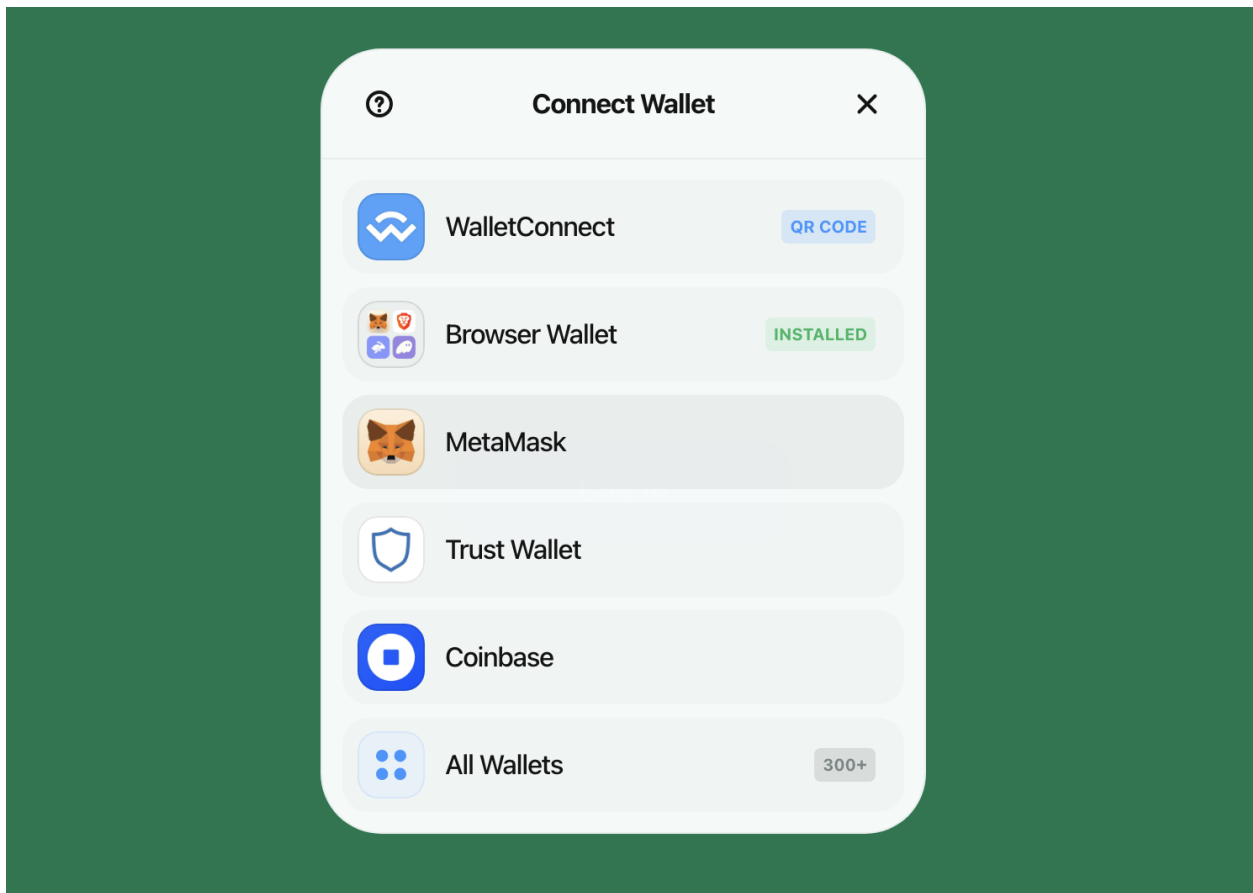 Connect Wallet
WalletConnect
QR CODE
Browser Wallet
INSTALLED
MetaMask
Trust Wallet
Coinbase
All Wallets
300+